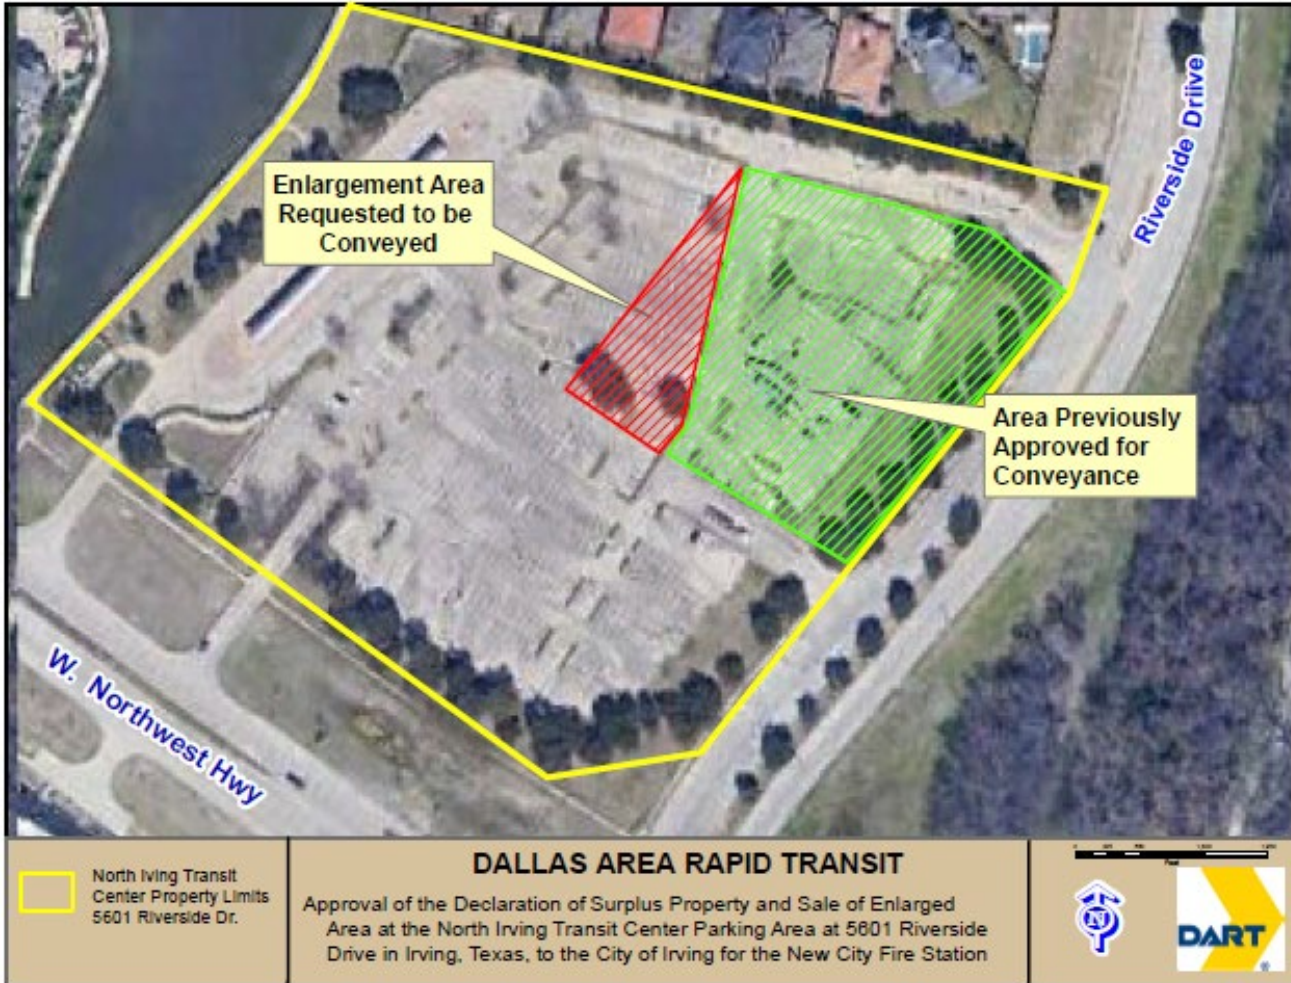 Enlargement Area
Requested to be
Conveyed
Riverside Driive
Area Previously
Approved for
Conveyance
W. Northwest Hwy
North Iving Transit
Center Property Limits
5601 Riverside Dr.
DALLAS AREA RAPID TRANSIT
Approval of the Declaration of Surplus Property and Sale of Enlarged
Area at the North Irving Transit Center Parking Area at 5601 Riverside
Drive in Irving, Texas, to the City of Irving for the New City Fire Station
Feet
N
DART
®